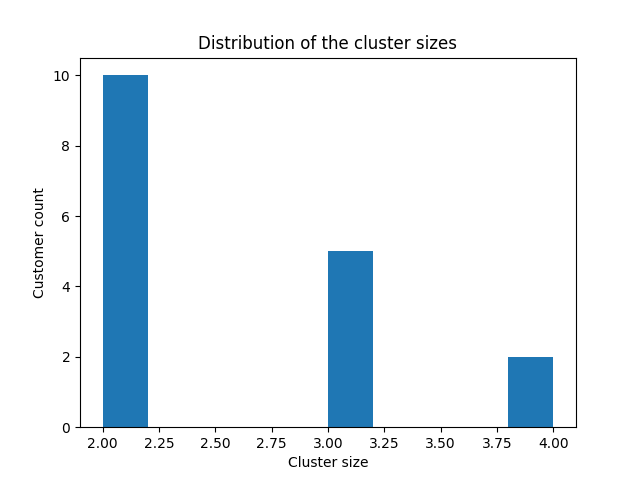 Distribution of the cluster sizes
10
8
6
4
2
0
Customer count
2.00 2.25 2.50 2.75 3.00 3.25 3.50 3.75 4.00
Cluster size